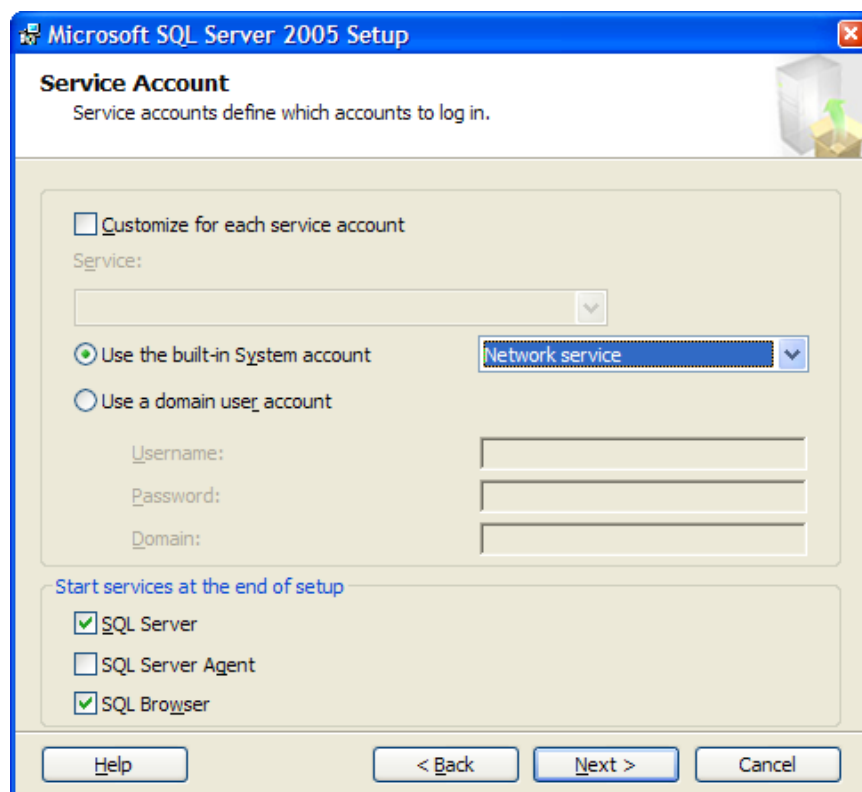 Microsoft SQL Server 2005 Setup
Service Account
Service accounts define which accounts to log in.
Customize for each service account
Service:
Use the built-in System account
Network service
Use a domain user account
Username:
Password:
Domain:
Start services at the end of setup
SQL Server
SQL Server Agent
SQL Browser
Help
< Back
Next >
Cancel